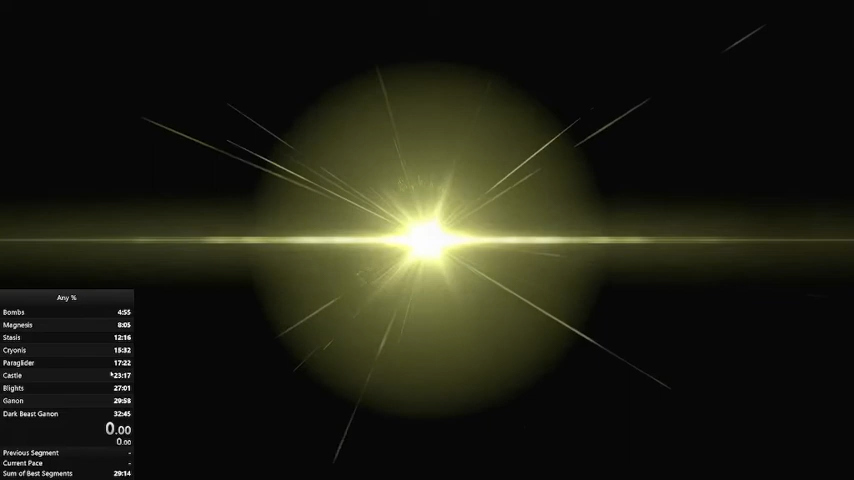 Any %
Bombs 4:55
Magnesis 8:05
Stasis 12:16
Cryonis 15:32
Paraglider 17:22
Castle 23:17
Blights 27:01
Ganon 29:58
Dark Beast Ganon 32:45
0.00
0.00
Previous Segment -
Current Pace -
Sum of Best Segments 29:14